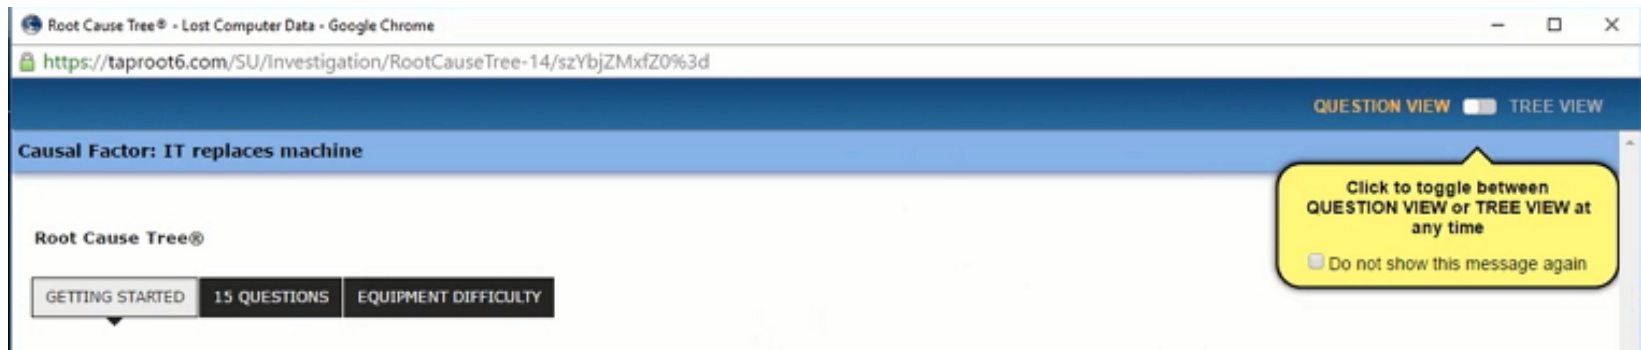 Root Cause Tree® - Lost Computer Data - Google Chrome
https://taproot6.com/SU/Investigation/RootCauseTree-14/szYbjZMxfZ0%3d
QUESTION VIEW TREE VIEW
Causal Factor: IT replaces machine
Click to toggle between
QUESTION VIEW or TREE VIEW at
any time
Do not show this message again
Root Cause Tree®
GETTING STARTED 15 QUESTIONS EQUIPMENT DIFFICULTY